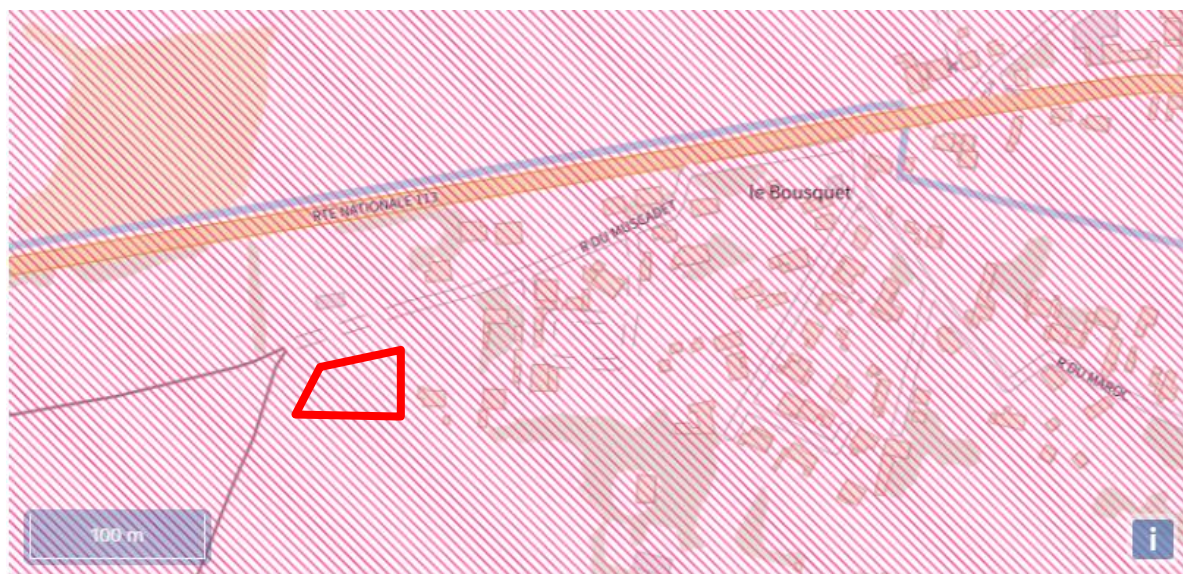 le Bousquet
RTE NATIONALE 113
R DU MUSCADET
R DU MAROC
100 m
i